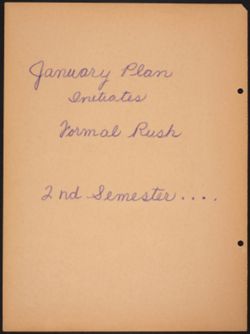 January Plan
Initiates
Formal Rush
2nd Semester....